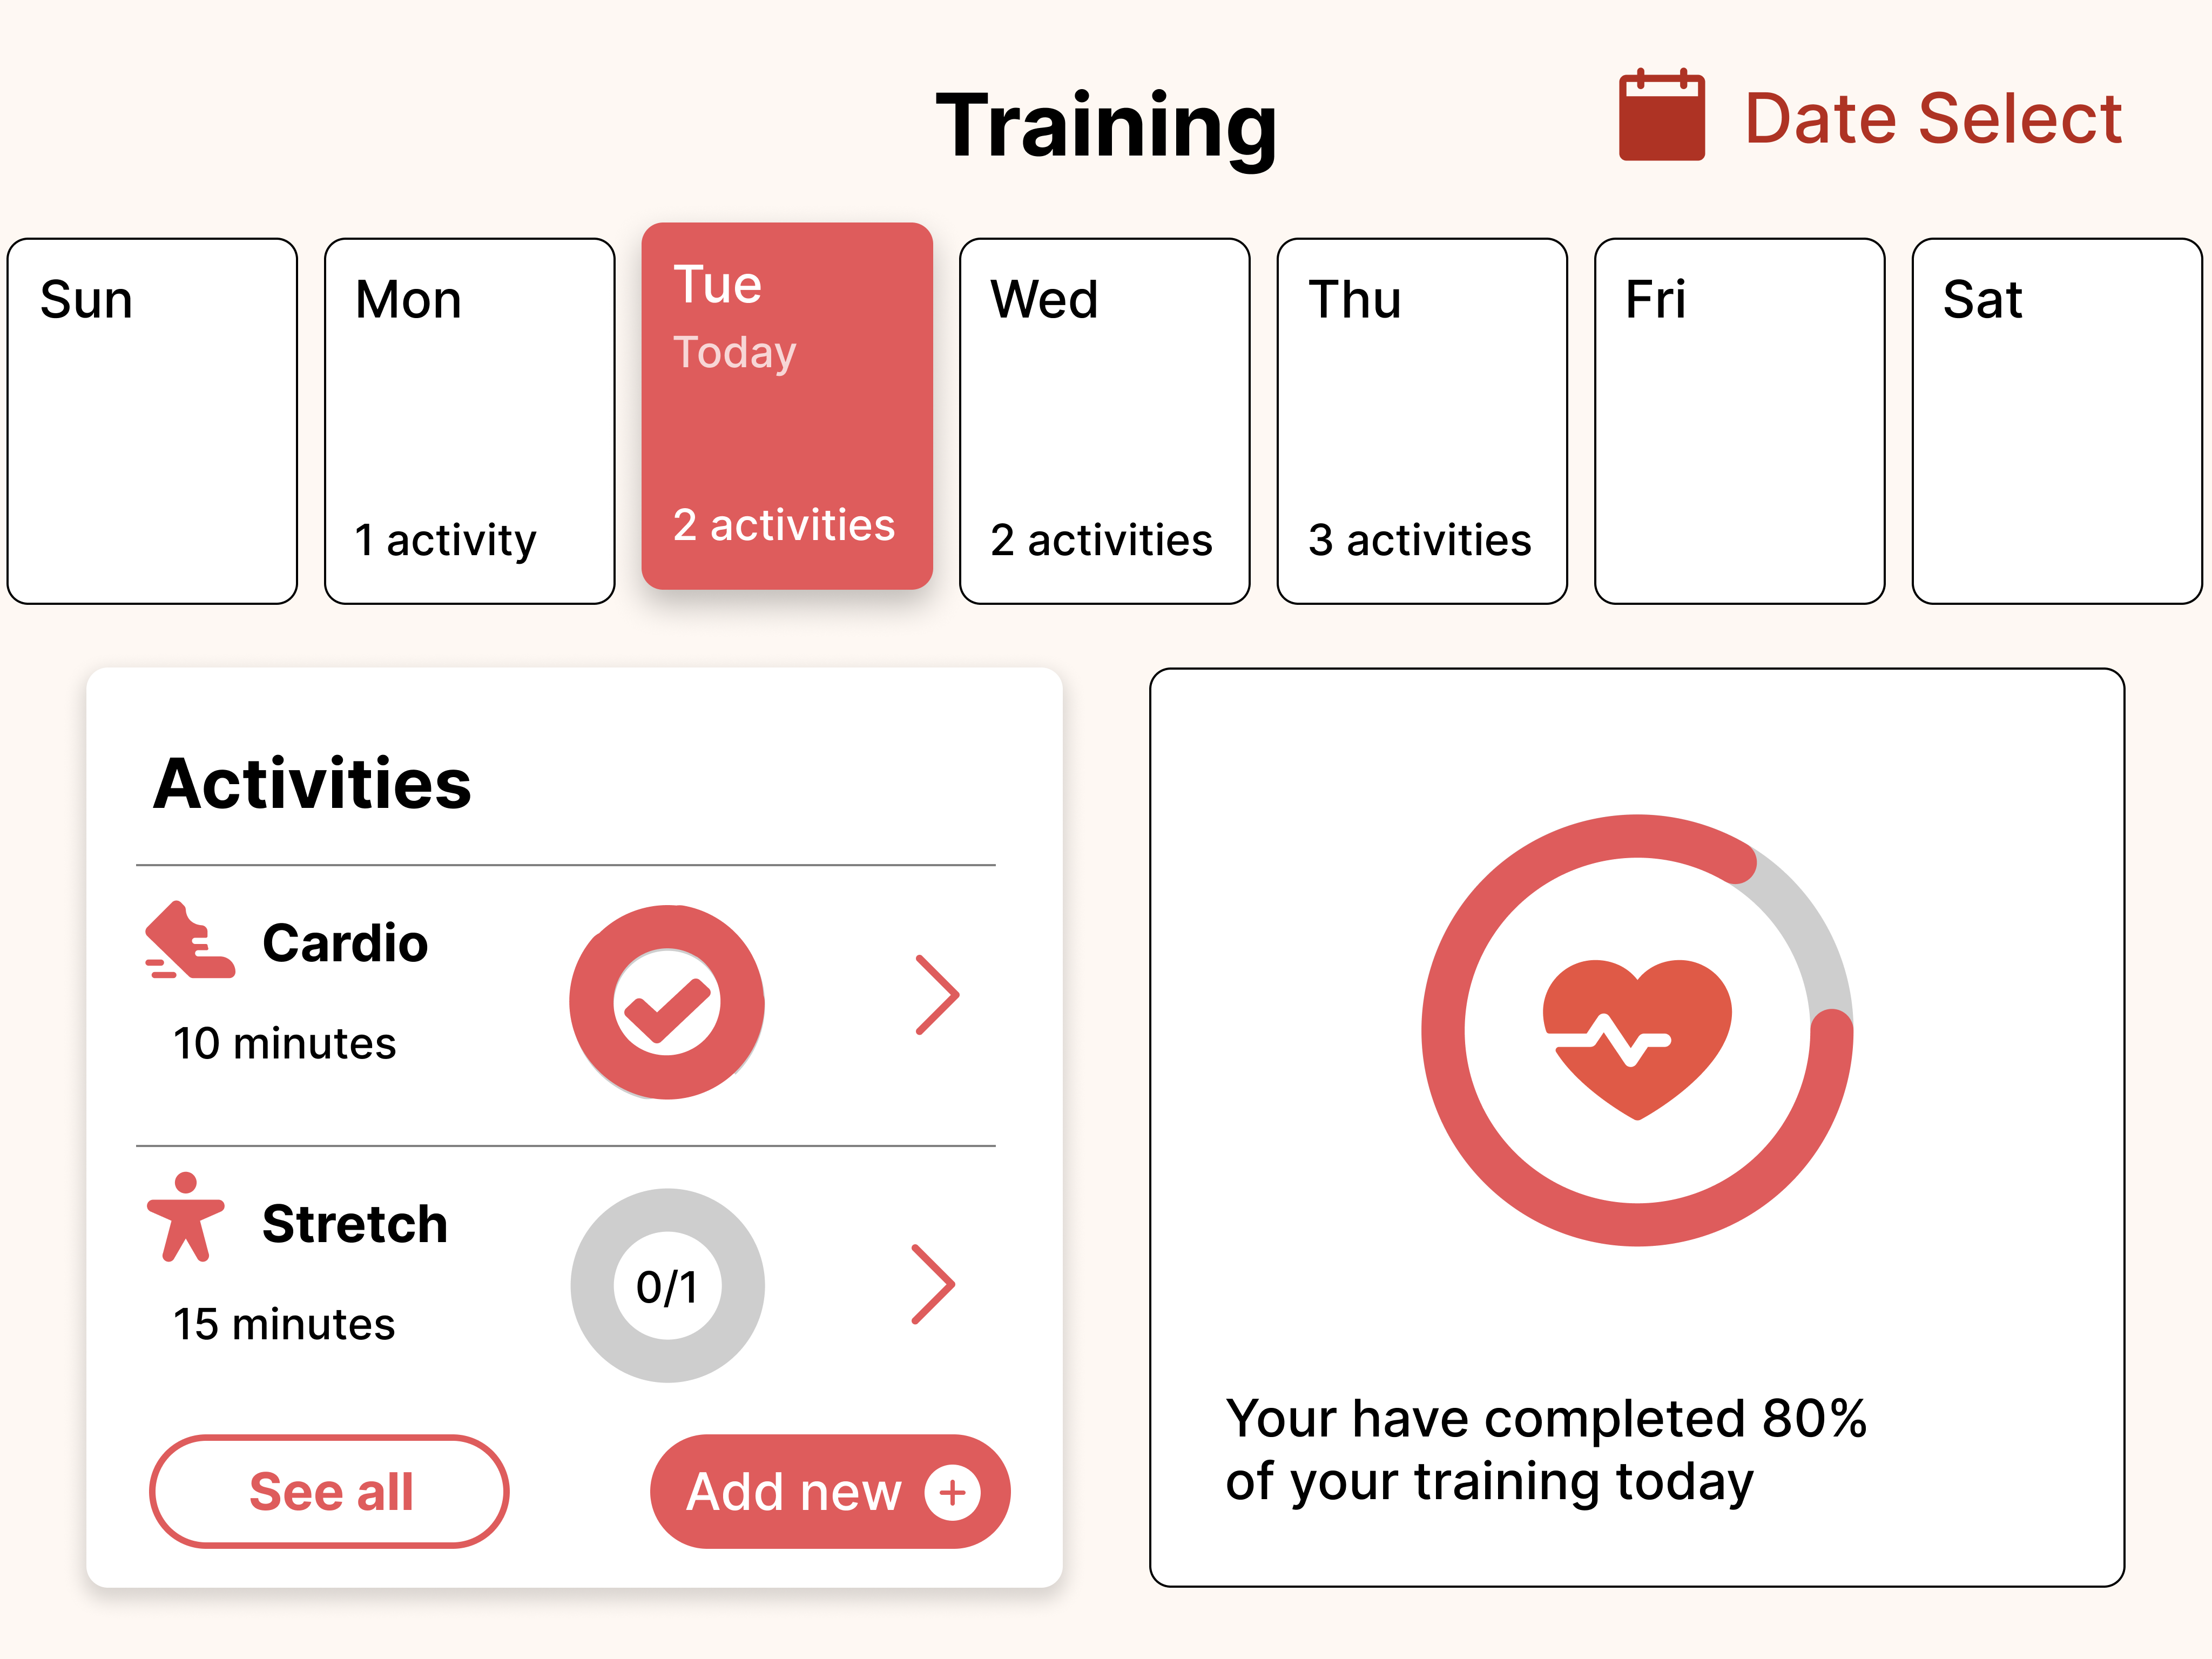 Training
Date Select
Sun
Mon
1 activity
Tue
Today
2 activities
Wed
2 activities
Thu
3 activities
Fri
Sat
Activities
Cardio
10 minutes
Stretch
15 minutes
0/1
See all
Add new
Your have completed 80%
of your training today